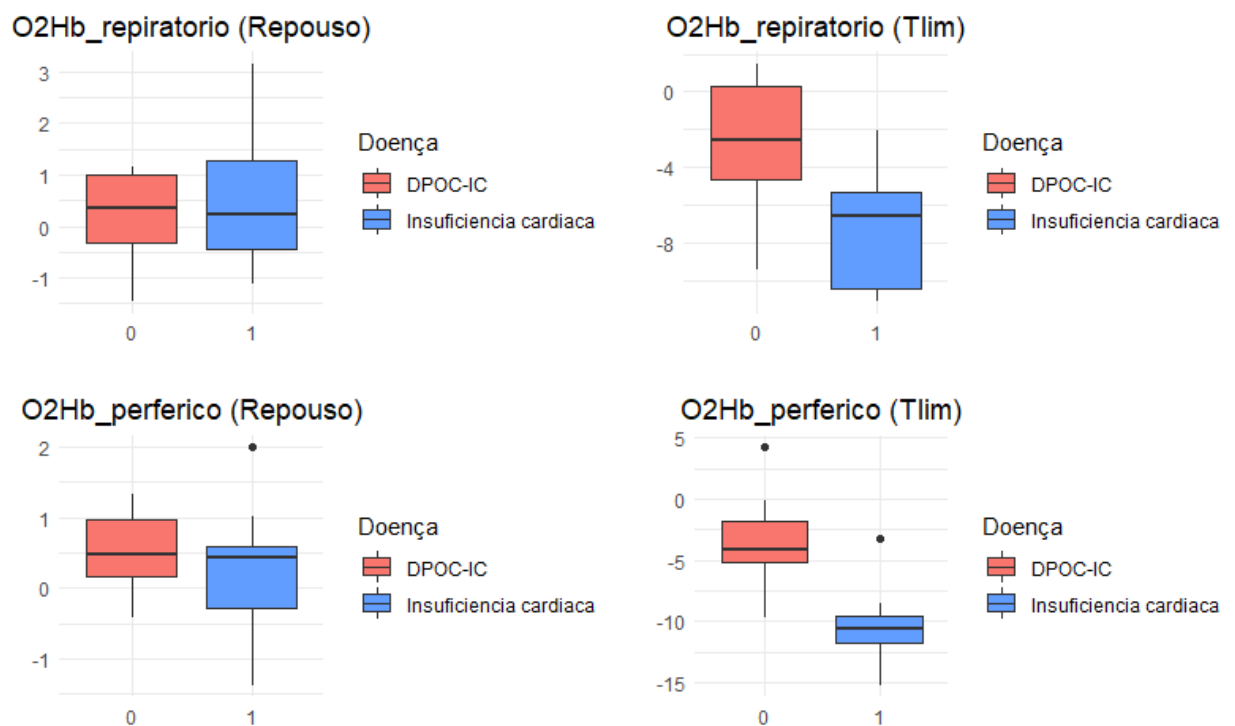 O2Hb_repiratorio (Repouso)
3
2
1
0
-1
0
1
Doença
DPOC-IC
Insuficiencia cardiaca
O2Hb_repiratorio (Tlim)
0
-4
-8
0
1
Doença
DPOC-IC
Insuficiencia cardiaca
O2Hb_perferico (Repouso)
2
1
0
-1
0
1
Doença
DPOC-IC
Insuficiencia cardiaca
O2Hb_perferico (Tlim)
5
0
-5
-10
-15
0
1
Doença
DPOC-IC
Insuficiencia cardiaca